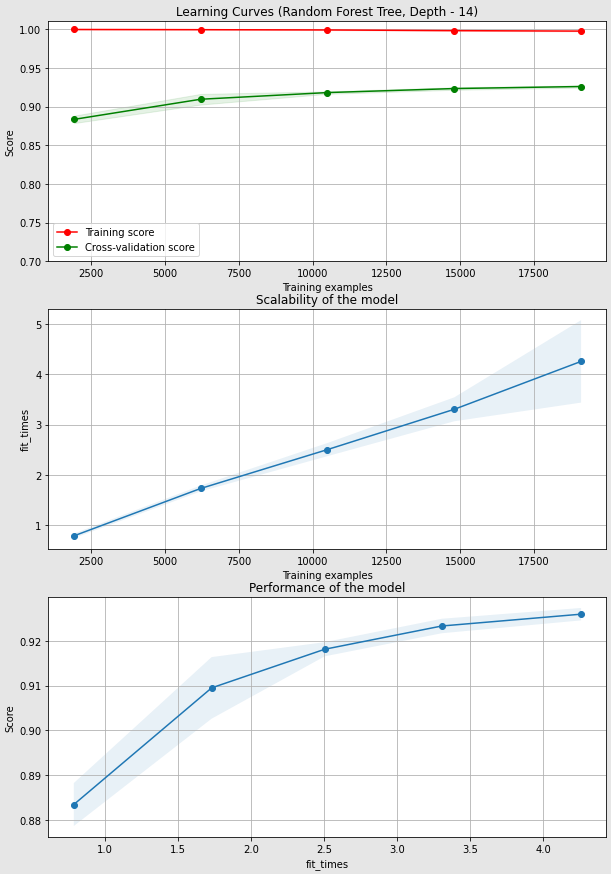 Learning Curves (Random Forest Tree, Depth - 14)
1.00
0.95
0.90
0.85
0.80
0.75
0.70
Score
Training score
Cross-validation score
2500 5000 7500 10000 12500 15000 17500
Training examples
Scalability of the model
5
4
3
2
1
fit_times
2500 5000 7500 10000 12500 15000 17500
Training examples
Performance of the model
0.92
0.91
0.90
0.89
0.88
Score
1.0 1.5 2.0 2.5 3.0 3.5 4.0
fit_times